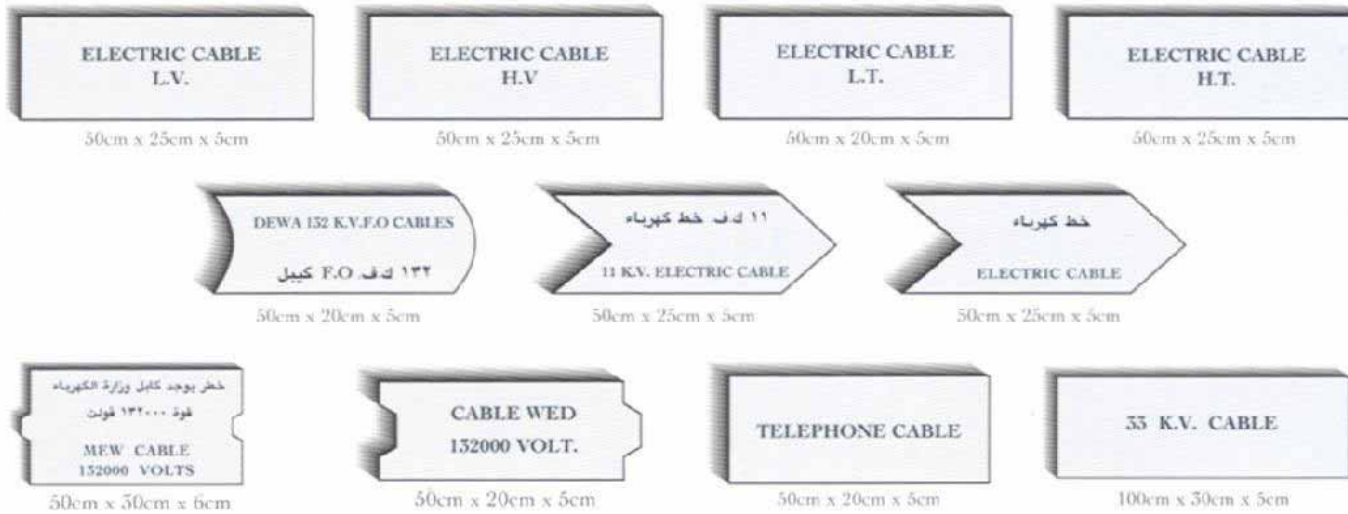 ELECTRIC CABLE
L.V.
50cm x 25cm x 5cm
ELECTRIC CABLE
H.V
50cm x 25cm x 5cm
ELECTRIC CABLE
L.T.
50cm x 20cm x 5cm
ELECTRIC CABLE
H.T.
50cm x 25cm x 5cm
DEWA 132 K.V.F.O CABLES
١٣٢ ك.ف. F.O كيبل
50cm x 20cm x 5cm
١١ ك.ف. خط كهرباء
11 K.V. ELECTRIC CABLE
50cm x 25cm x 5cm
خط كهرباء
ELECTRIC CABLE
50cm x 25cm x 5cm
خطر يوجد كابل وزارة الكهرباء
قوة ١٣٢٠٠٠ ڤولت
MEW CABLE
132000 VOLTS
50cm x 30cm x 6cm
CABLE WED
132000 VOLT.
50cm x 20cm x 5cm
TELEPHONE CABLE
50cm x 20cm x 5cm
33 K.V. CABLE
100cm x 30cm x 5cm